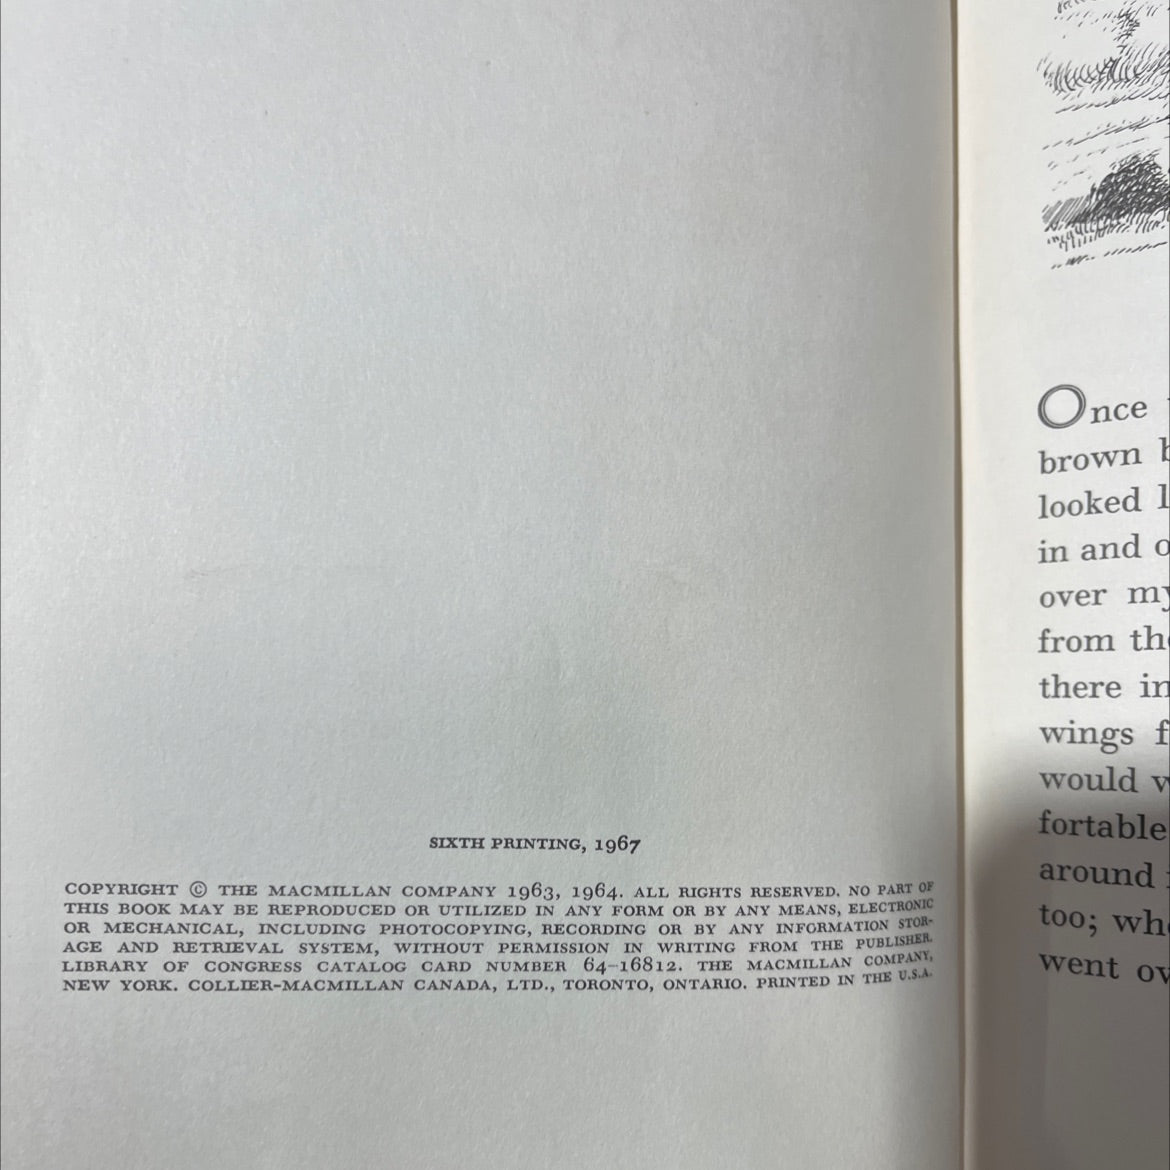 SIXTH PRINTING, 1967
COPYRIGHT © THE MACMILLAN COMPANY 1963, 1964. ALL RIGHTS RESERVED. NO PART OF
THIS BOOK MAY BE REPRODUCED OR UTILIZED IN ANY FORM OR BY ANY MEANS, ELECTRONIC
OR MECHANICAL, INCLUDING PHOTOCOPYING, RECORDING OR BY ANY INFORMATION STOR-
AGE AND RETRIEVAL SYSTEM, WITHOUT PERMISSION IN WRITING FROM THE PUBLISHER.
LIBRARY OF CONGRESS CATALOG CARD NUMBER 64-16812. THE MACMILLAN COMPANY,
NEW YORK. COLLIER-MACMILLAN CANADA, LTD., TORONTO, ONTARIO. PRINTED IN THE U.S.A.
Once
brown
looked
in and
over
from
there
wings
would
fortable
around
too;
went